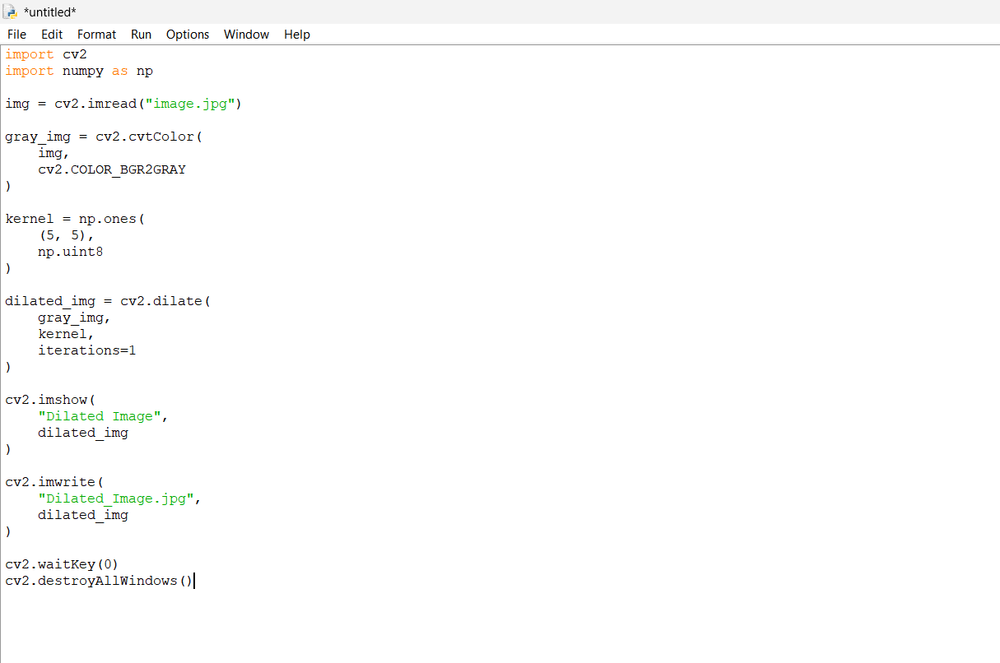 *untitled*
File Edit Format Run Options Window Help
import cv2
import numpy as np

img = cv2.imread("image.jpg")

gray_img = cv2.cvtColor(
    img,
    cv2.COLOR_BGR2GRAY
)

kernel = np.ones(
    (5, 5),
    np.uint8
)

dilated_img = cv2.dilate(
    gray_img,
    kernel,
    iterations=1
)

cv2.imshow(
    "Dilated Image",
    dilated_img
)

cv2.imwrite(
    "Dilated_Image.jpg",
    dilated_img
)

cv2.waitKey(0)
cv2.destroyAllWindows()